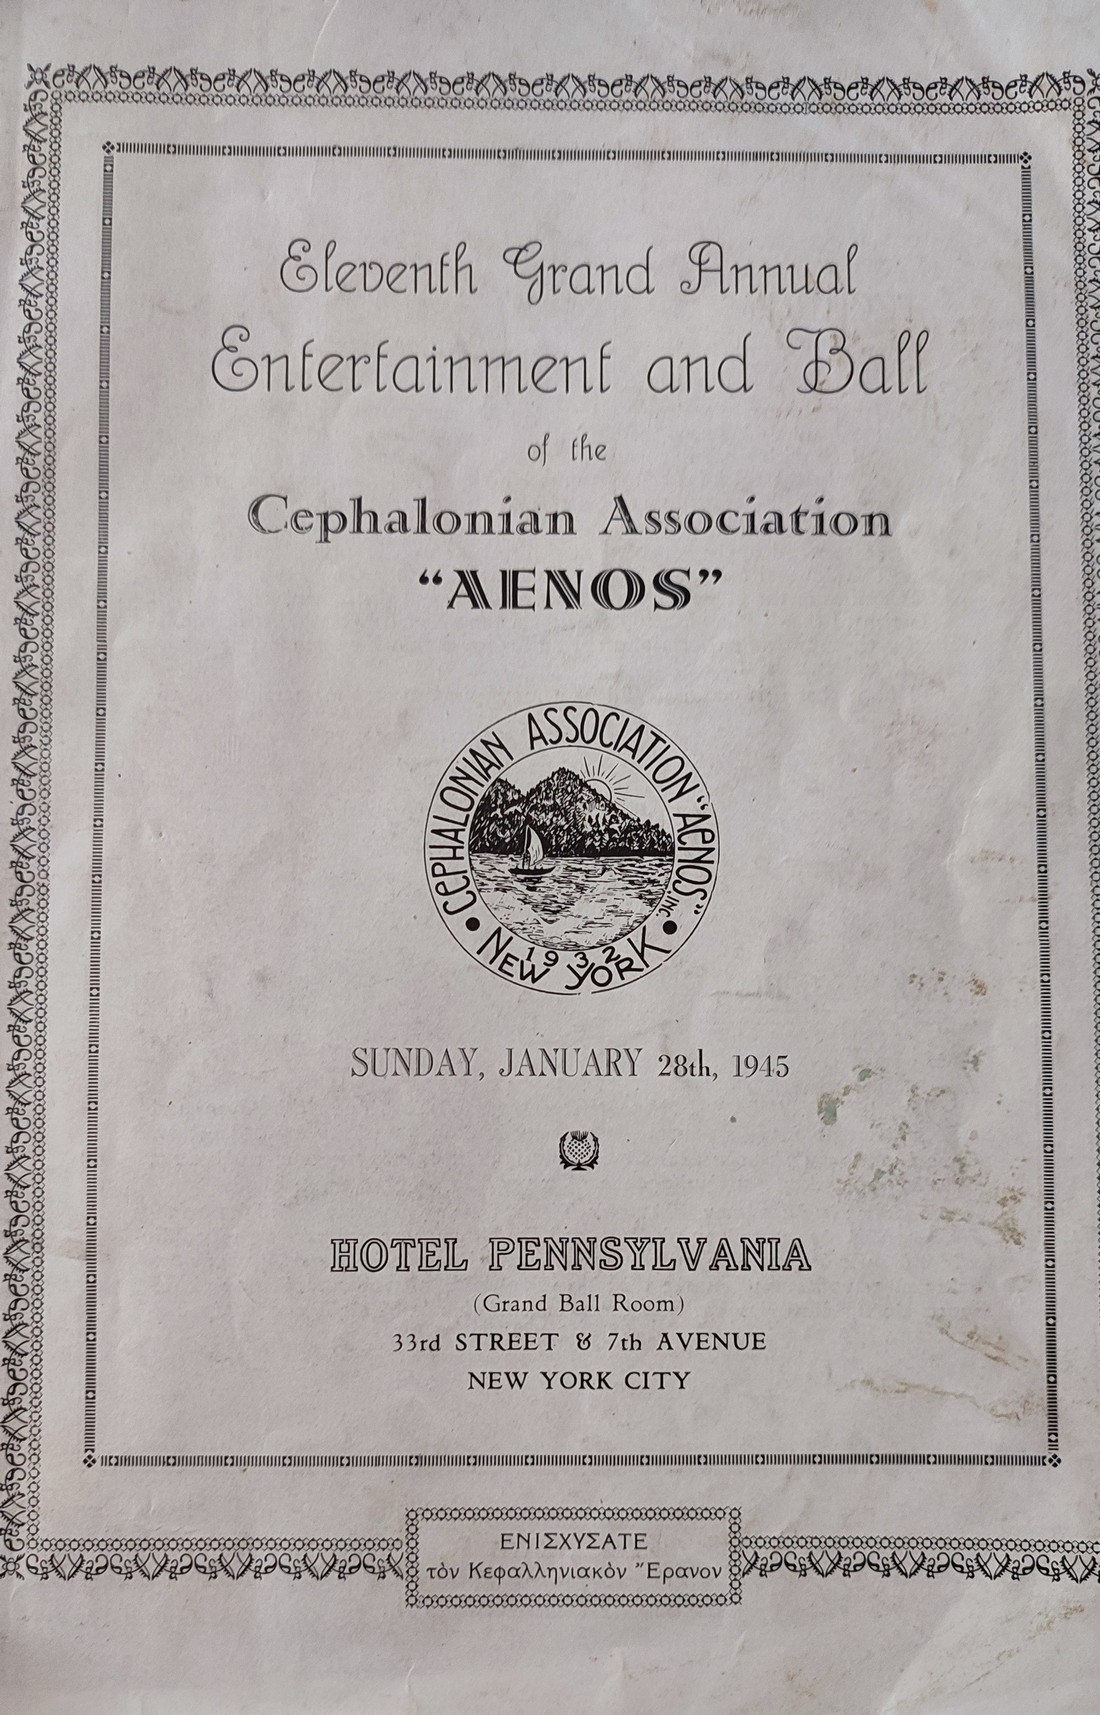 Eleventh Grand Annual
Entertainment and Ball
of the
Cephalonian Association
“AENOS”
CEPHALONIAN ASSOCIATION "AENOS", INC.
1932
NEW YORK
SUNDAY, JANUARY 28th, 1945
HOTEL PENNSYLVANIA
(Grand Ball Room)
33rd STREET & 7th AVENUE
NEW YORK CITY
ΕΝΙΣΧΥΣΑΤΕ
τὸν Κεφαλληνιακὸν Ἔρανον